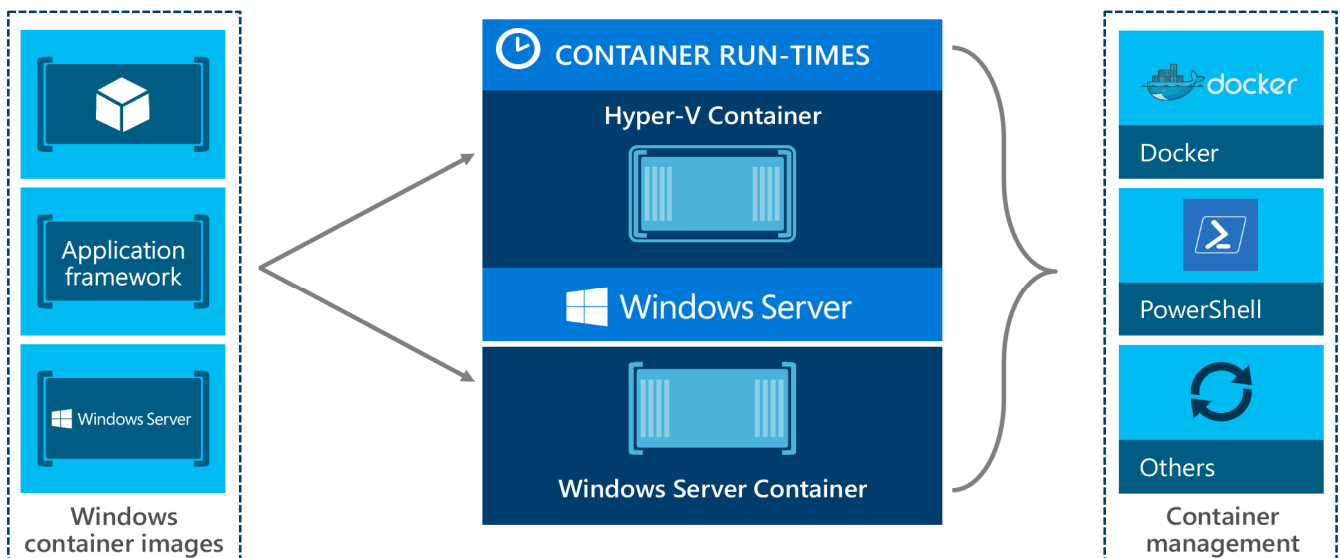 Application
framework
Windows Server
Windows
container images
CONTAINER RUN-TIMES
Hyper-V Container
Windows Server
Windows Server Container
docker
Docker
PowerShell
Others
Container
management